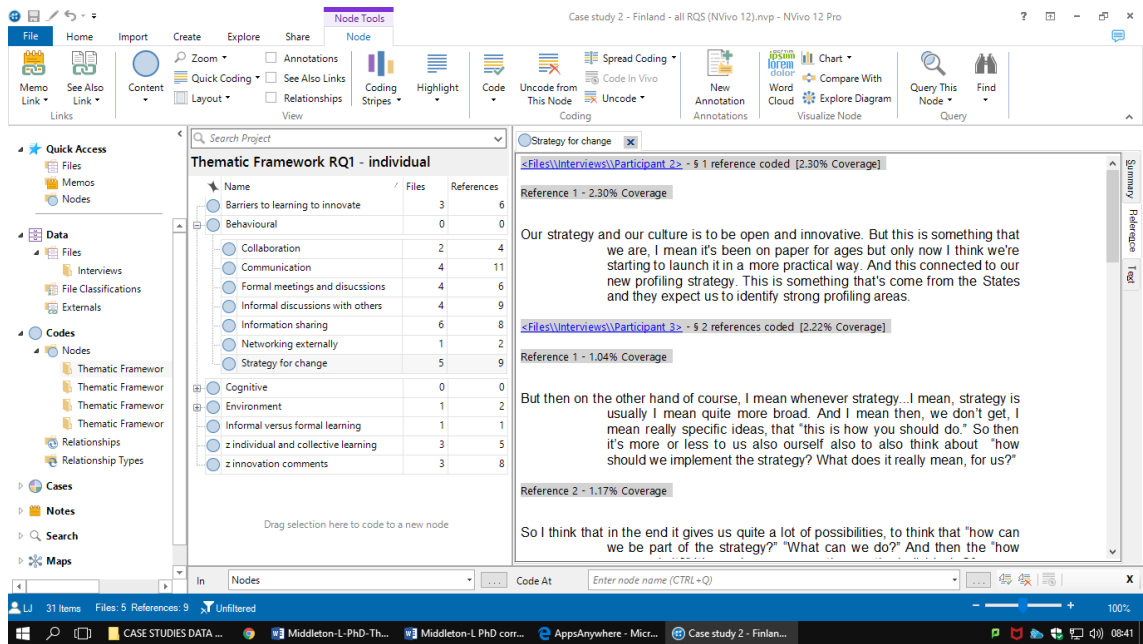 Node Tools
Case study 2 - Finland - all RQS (NVivo 12).nvp - NVivo 12 Pro
File Home Import Create Explore Share Node
Memo Link
See Also Link
Links
Content
Zoom
Quick Coding
Layout
Annotations
See Also Links
Relationships
Coding Stripes
Highlight
View
Code
Uncode from This Node
Spread Coding
Code In Vivo
Uncode
Coding
New Annotation
Annotations
Word Cloud
Chart
Compare With
Explore Diagram
Visualize Node
Query This Node
Find
Query
Quick Access
Files
Memos
Nodes
Data
Files
Interviews
File Classifications
Externals
Codes
Nodes
Thematic Framewor
Thematic Framewor
Thematic Framewor
Thematic Framewor
Relationships
Relationship Types
Cases
Notes
Search
Maps
Search Project
Thematic Framework RQ1 - individual
Name Files References
Barriers to learning to innovate 3 6
Behavioural 0 0
Collaboration 2 4
Communication 4 11
Formal meetings and disucssions 4 6
Informal discussions with others 4 9
Information sharing 6 8
Networking externally 1 2
Strategy for change 5 9
Cognitive 0 0
Environment 1 2
Informal versus formal learning 1 1
z individual and collective learning 3 5
z innovation comments 3 8
Drag selection here to code to a new node
Strategy for change
<Files\\Interviews\\Participant 2> - § 1 reference coded [2.30% Coverage]
Reference 1 - 2.30% Coverage
Our strategy and our culture is to be open and innovative. But this is something that
we are, I mean it's been on paper for ages but only now I think we're
starting to launch it in a more practical way. And this connected to our
new profiling strategy. This is something that's come from the States
and they expect us to identify strong profiling areas.
<Files\\Interviews\\Participant 3> - § 2 references coded [2.22% Coverage]
Reference 1 - 1.04% Coverage
But then on the other hand of course, I mean whenever strategy...I mean, strategy is
usually I mean quite more broad. And I mean then, we don't get, I
mean really specific ideas, that "this is how you should do." So then
it's more or less to us also ourself also to also think about "how
should we implement the strategy? What does it really mean, for us?"
Reference 2 - 1.17% Coverage
So I think that in the end it gives us quite a lot of possibilities, to think that "how can
we be part of the strategy?" "What can we do?" And then the "how
Summary
Reference
Text
In Nodes ... Code At Enter node name (CTRL+Q) ... X
LJ 31 Items Files: 5 References: 9 Unfiltered 100%
CASE STUDIES DATA ... Middleton-L-PhD-Th... Middleton-L PhD corr... AppsAnywhere - Micr... Case study 2 - Finlan... 08:41